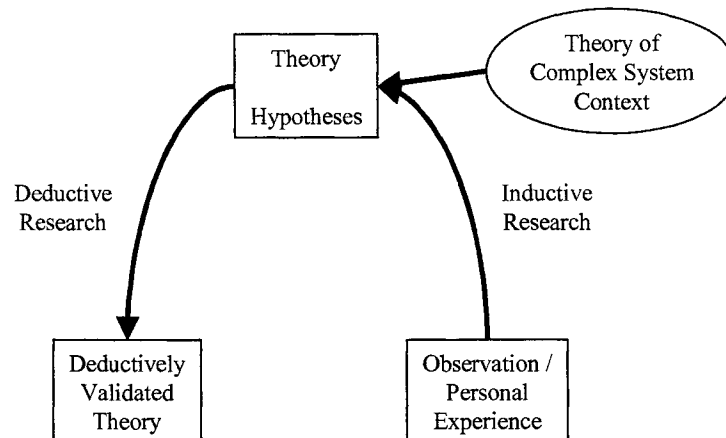 Theory
Hypotheses
Theory of
Complex System
Context
Deductive
Research
Inductive
Research
Deductively
Validated
Theory
Observation /
Personal
Experience